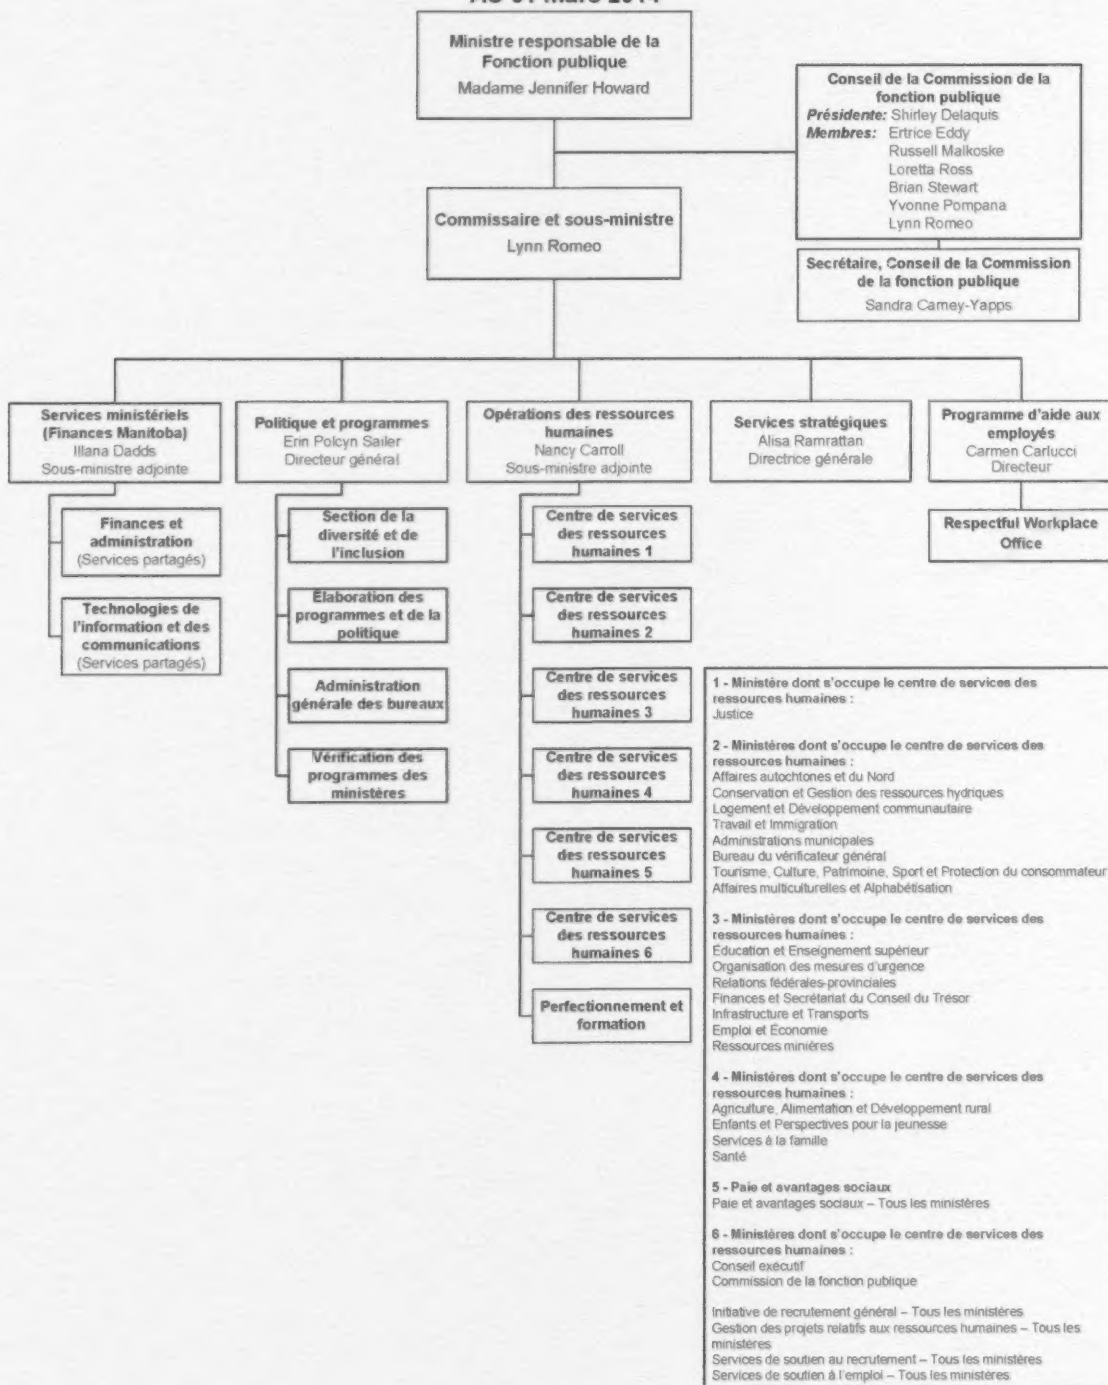 Ministre responsable de la
Fonction publique
Madame Jennifer Howard
Conseil de la Commission de la
fonction publique
Présidente: Shirley Delaquis
Membres: Ertrice Eddy
Russell Malkoske
Loretta Ross
Brian Stewart
Yvonne Pompana
Lynn Romeo
Commissaire et sous-ministre
Lynn Romeo
Secrétaire, Conseil de la Commission
de la fonction publique
Sandra Carney-Yapps
Services ministériels
(Finances Manitoba)
Illana Dadds
Sous-ministre adjointe
Politique et programmes
Erin Polcyn Sailer
Directeur général
Opérations des ressources
humaines
Nancy Carroll
Sous-ministre adjointe
Services stratégiques
Alisa Ramrattan
Directrice générale
Programme d'aide aux
employés
Carmen Carlucci
Directeur
Finances et
administration
(Services partagés)
Technologies de
l'information et des
communications
(Services partagés)
Section de la
diversité et de
l'inclusion
Élaboration des
programmes et de la
politique
Administration
générale des bureaux
Vérification des
programmes des
ministères
Centre de services
des ressources
humaines 1
Centre de services
des ressources
humaines 2
Centre de services
des ressources
humaines 3
Centre de services
des ressources
humaines 4
Centre de services
des ressources
humaines 5
Centre de services
des ressources
humaines 6
Perfectionnement et
formation
Respectful Workplace
Office
1 - Ministère dont s'occupe le centre de services des
ressources humaines :
Justice
2 - Ministères dont s'occupe le centre de services des
ressources humaines :
Affaires autochtones et du Nord
Conservation et Gestion des ressources hydriques
Logement et Développement communautaire
Travail et Immigration
Administrations municipales
Bureau du vérificateur général
Tourisme, Culture, Patrimoine, Sport et Protection du consommateur
Affaires multiculturelles et Alphabétisation
3 - Ministères dont s'occupe le centre de services des
ressources humaines :
Éducation et Enseignement supérieur
Organisation des mesures d'urgence
Relations fédérales-provinciales
Finances et Secrétariat du Conseil du Trésor
Infrastructure et Transports
Emploi et Économie
Ressources minières
4 - Ministères dont s'occupe le centre de services des
ressources humaines :
Agriculture, Alimentation et Développement rural
Enfants et Perspectives pour la jeunesse
Services à la famille
Santé
5 - Paie et avantages sociaux
Paie et avantages sociaux – Tous les ministères
6 - Ministères dont s'occupe le centre de services des
ressources humaines :
Conseil exécutif
Commission de la fonction publique
Initiative de recrutement général – Tous les ministères
Gestion des projets relatifs aux ressources humaines – Tous les
ministères
Services de soutien au recrutement – Tous les ministères
Services de soutien à l'emploi – Tous les ministères